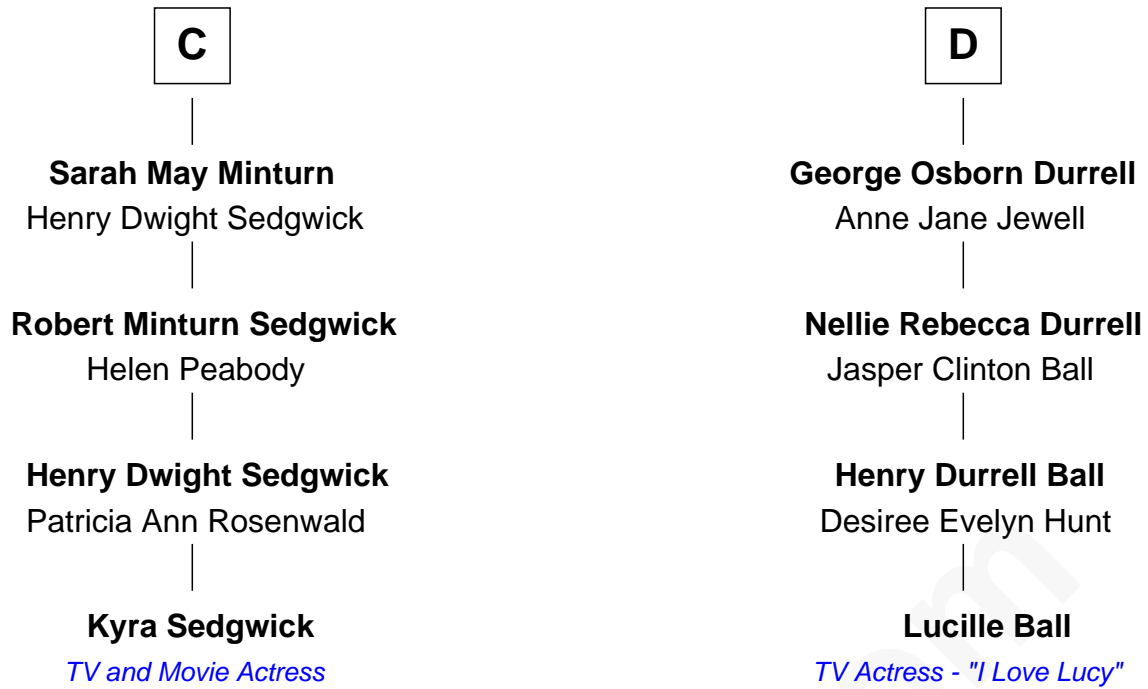 C
Sarah May Minturn
Henry Dwight Sedgwick
Robert Minturn Sedgwick
Helen Peabody
Henry Dwight Sedgwick
Patricia Ann Rosenwald
Kyra Sedgwick
TV and Movie Actress
D
George Osborn Durrell
Anne Jane Jewell
Nellie Rebecca Durrell
Jasper Clinton Ball
Henry Durrell Ball
Desiree Evelyn Hunt
Lucille Ball
TV Actress - "I Love Lucy"